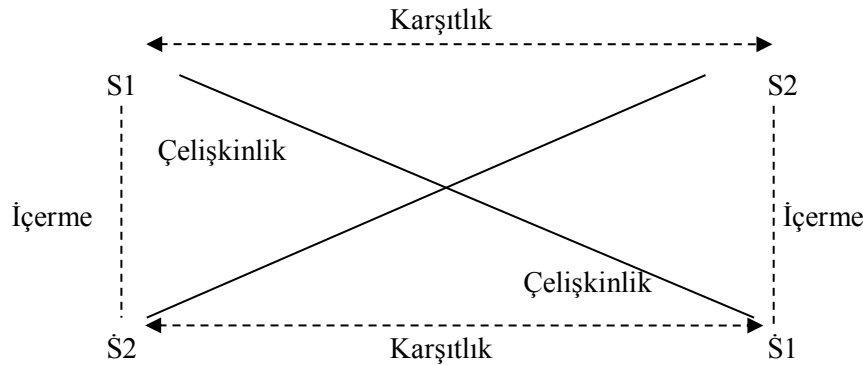 Karşıtlık
S1 S2
Çelişkinlik
İçerme İçerme
Çelişkinlik
Ṡ2 Ṡ1
Karşıtlık